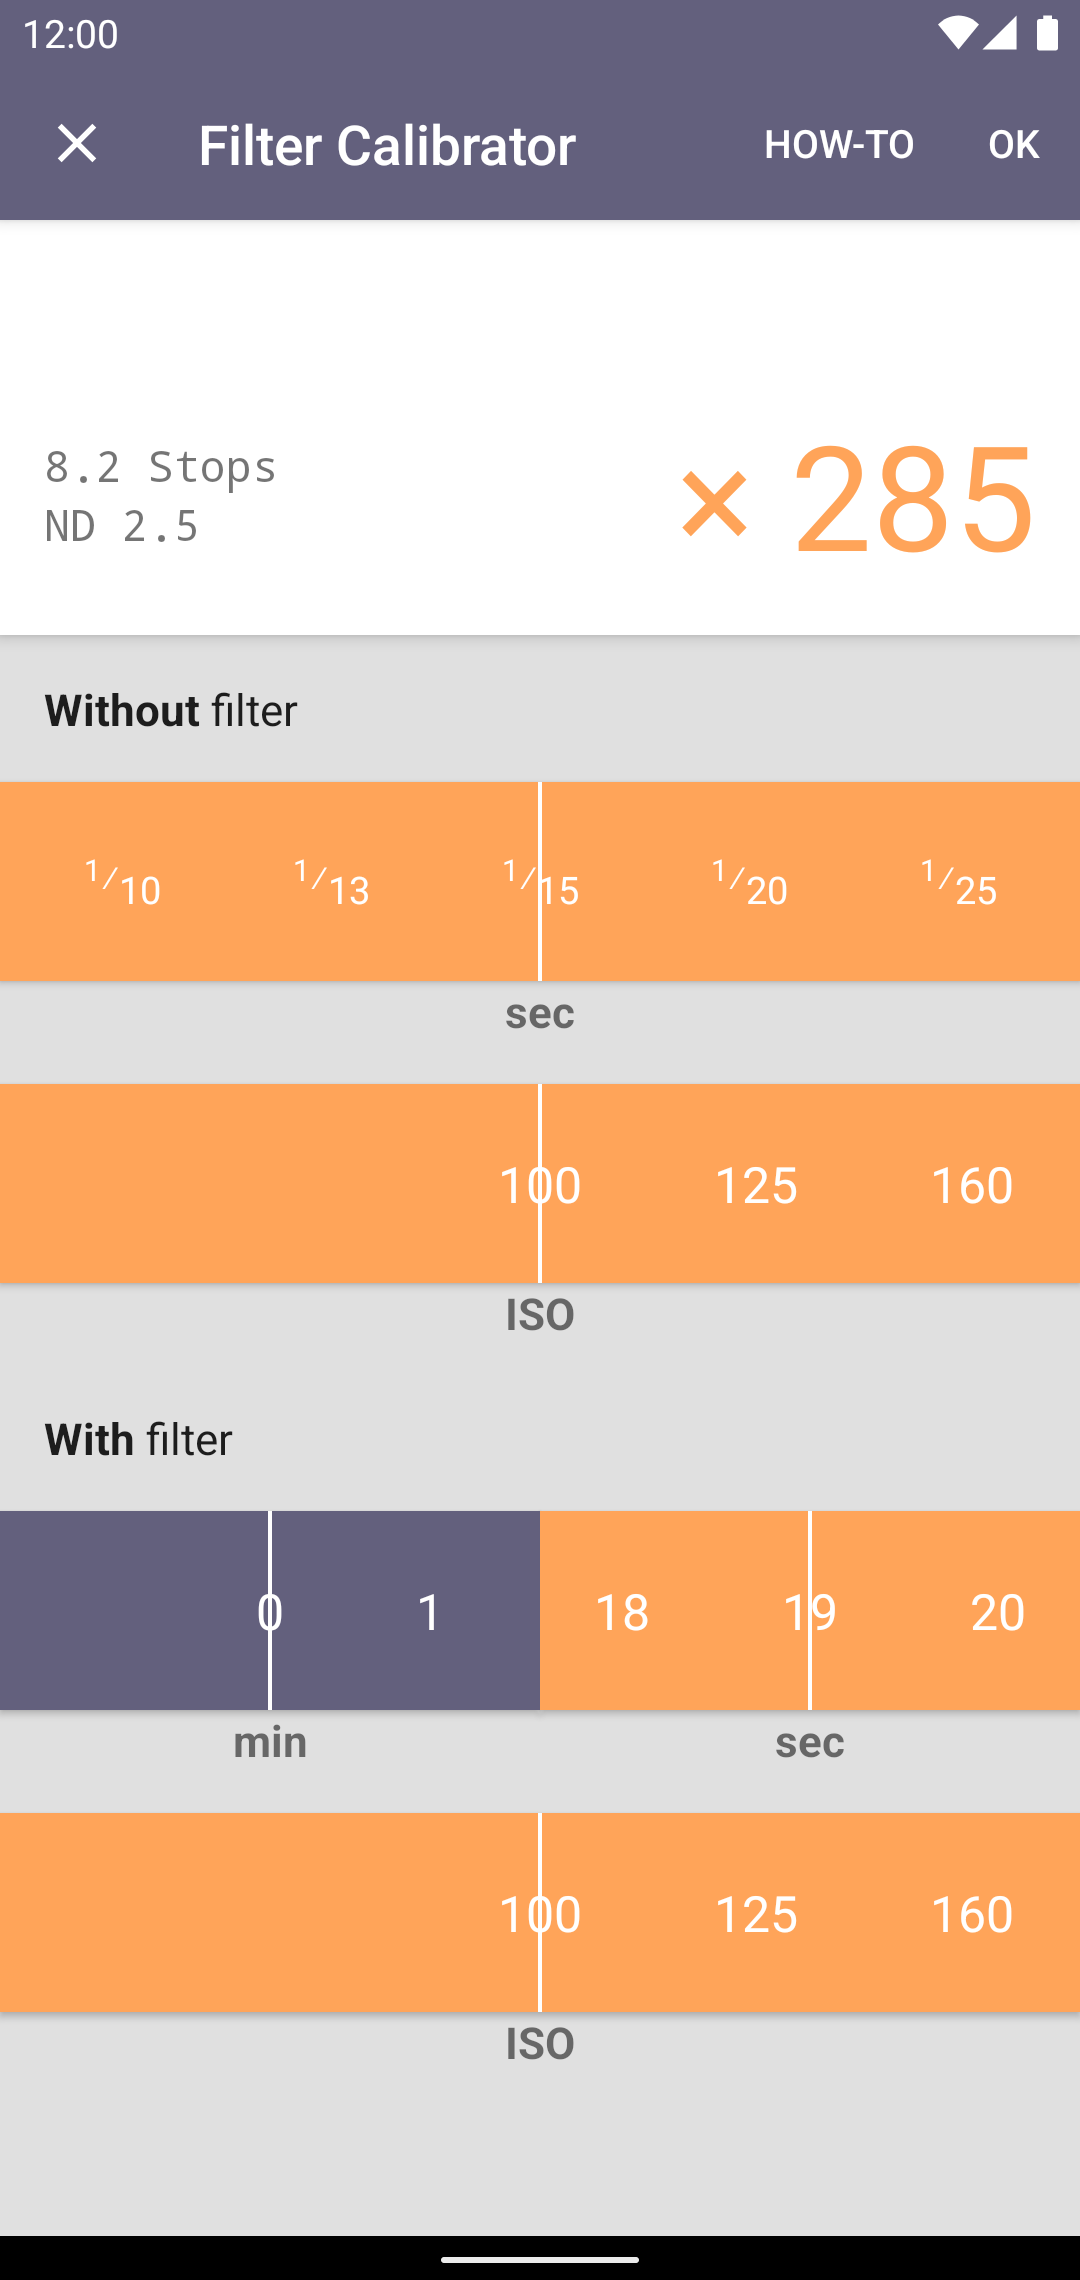 12:00
Filter Calibrator HOW-TO OK
8.2 Stops
ND 2.5
× 285
Without filter
1/10 1/13 1/15 1/20 1/25
sec
100 125 160
ISO
With filter
0 1 18 19 20
min sec
100 125 160
ISO